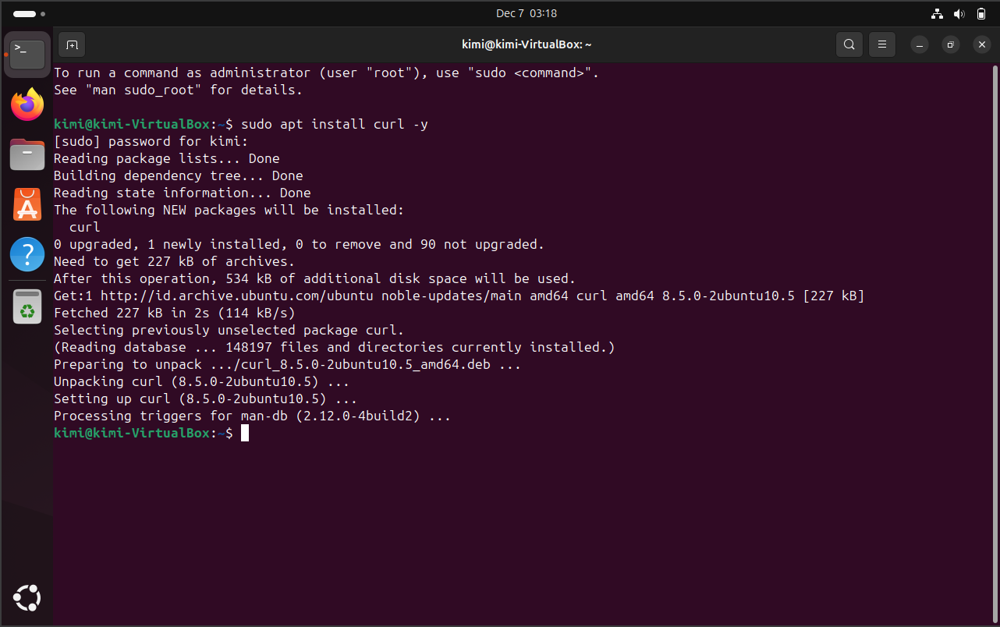 Dec 7 03:18
kimi@kimi-VirtualBox: ~
To run a command as administrator (user "root"), use "sudo <command>".
See "man sudo_root" for details.
kimi@kimi-VirtualBox:~$ sudo apt install curl -y
[sudo] password for kimi:
Reading package lists... Done
Building dependency tree... Done
Reading state information... Done
The following NEW packages will be installed:
  curl
0 upgraded, 1 newly installed, 0 to remove and 90 not upgraded.
Need to get 227 kB of archives.
After this operation, 534 kB of additional disk space will be used.
Get:1 http://id.archive.ubuntu.com/ubuntu noble-updates/main amd64 curl amd64 8.5.0-2ubuntu10.5 [227 kB]
Fetched 227 kB in 2s (114 kB/s)
Selecting previously unselected package curl.
(Reading database ... 148197 files and directories currently installed.)
Preparing to unpack .../curl_8.5.0-2ubuntu10.5_amd64.deb ...
Unpacking curl (8.5.0-2ubuntu10.5) ...
Setting up curl (8.5.0-2ubuntu10.5) ...
Processing triggers for man-db (2.12.0-4build2) ...
kimi@kimi-VirtualBox:~$